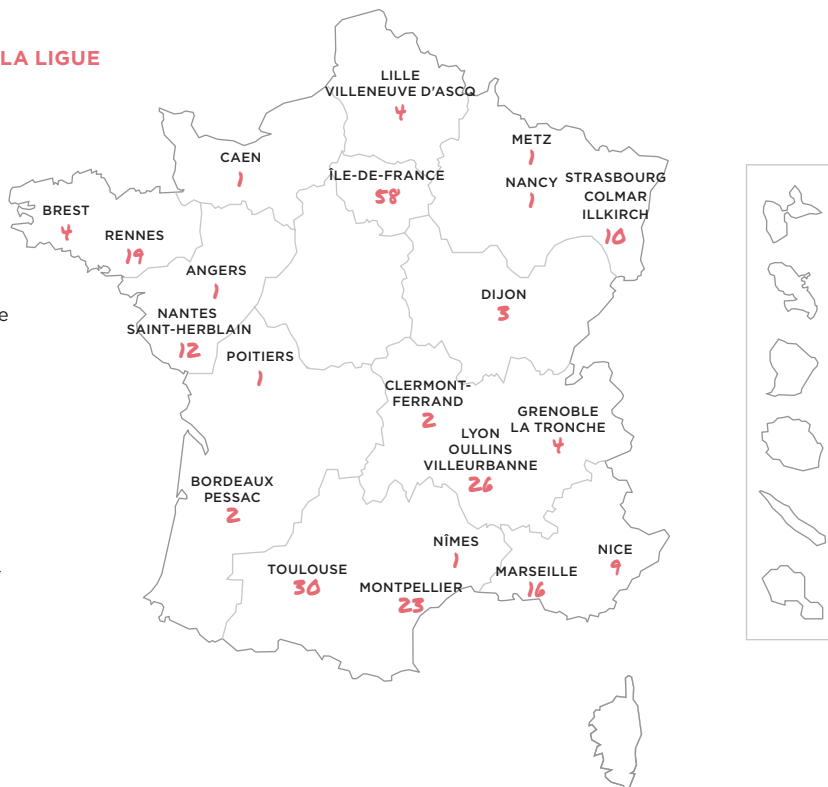 LA LIGUE
LILLE
VILLENEUVE D'ASCQ
4
METZ
1
CAEN
1
ÎLE-DE-FRANCE
58
NANCY
1
STRASBOURG
COLMAR
ILLKIRCH
10
BREST
4
RENNES
19
ANGERS
1
DIJON
3
e
NANTES
SAINT-HERBLAIN
12
POITIERS
1
CLERMONT-
FERRAND
2
GRENOBLE
LA TRONCHE
4
LYON
OULLINS
VILLEURBANNE
26
BORDEAUX
PESSAC
2
NÎMES
1
NICE
9
TOULOUSE
30
MARSEILLE
16
MONTPELLIER
23